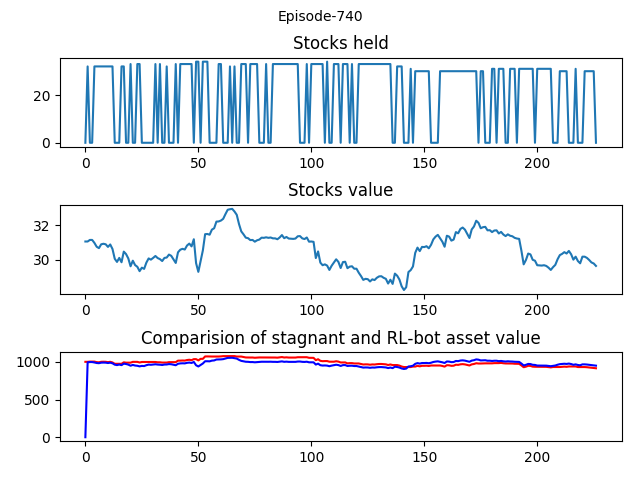 Episode-740
Stocks held
20
0
0 50 100 150 200
Stocks value
32
30
0 50 100 150 200
Comparision of stagnant and RL-bot asset value
1000
500
0
0 50 100 150 200